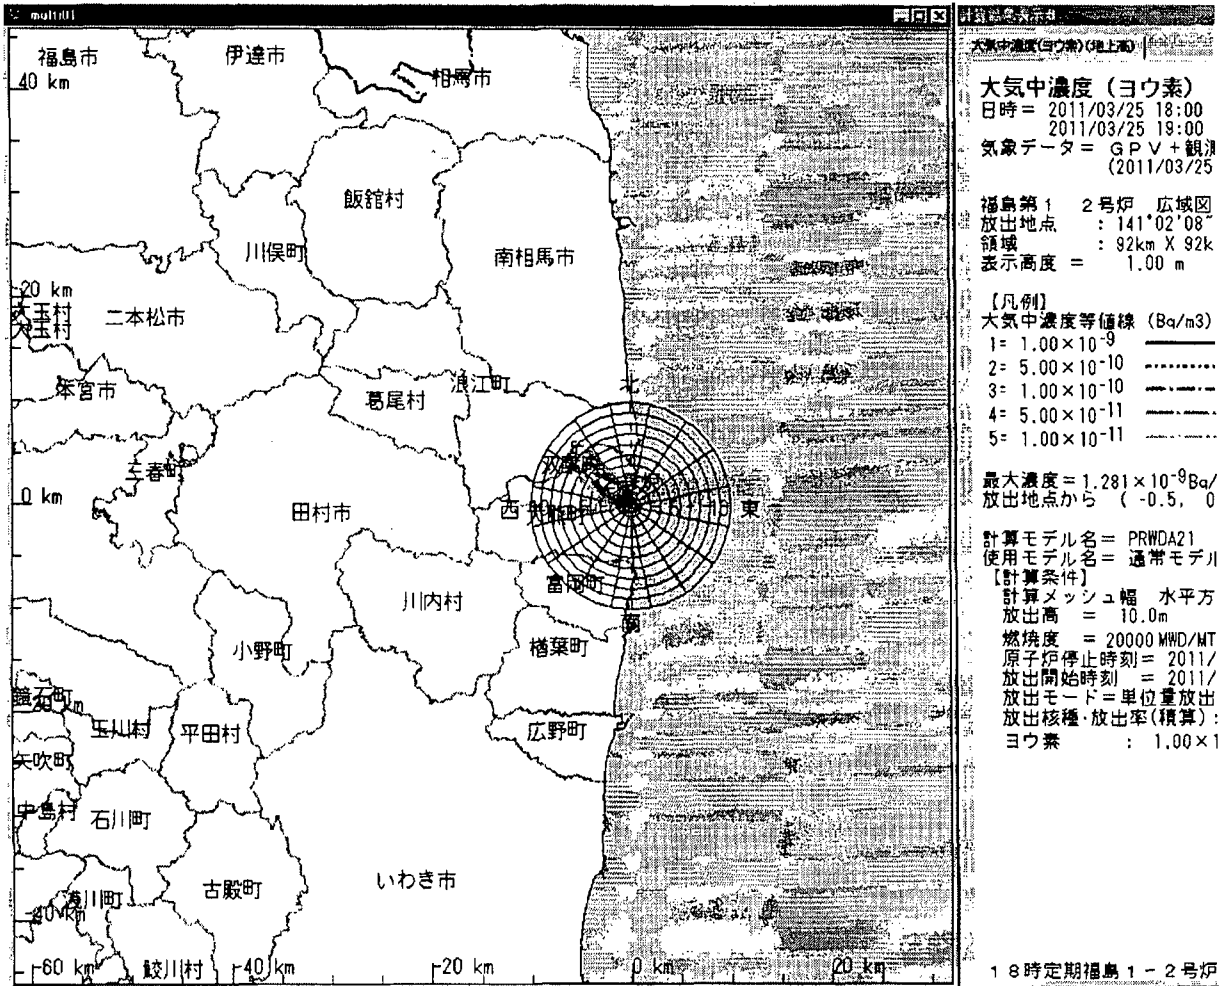 multi01
福島市
伊達市
相馬市
40 km
飯舘村
川俣町
南相馬市
20 km
大玉村
大玉村
二本松市
本宮市
浪江町
北
葛尾村
三春町
双葉町
0 km
田村市
西
東
富岡町
川内村
南
小野町
楢葉町
鏡石町
玉川村
平田村
広野町
矢吹町
中島村
石川町
いわき市
古殿町
浅川町
-40 km
-60 km
鮫川村
-40 km
-20 km
0 km
20 km
大気中濃度(ヨウ素)(地上高)
大気中濃度(ヨウ素)
日時= 2011/03/25 18:00
2011/03/25 19:00
気象データ= GPV+観測
(2011/03/25
福島第1 2号炉 広域図
放出地点 : 141°02'08"
領域 : 92km X 92k
表示高度 = 1.00 m
【凡例】
大気中濃度等値線 (Bq/m3)
1= 1.00×10-9
2= 5.00×10-10
3= 1.00×10-10
4= 5.00×10-11
5= 1.00×10-11
最大濃度=1.281×10-9Bq/
放出地点から ( -0.5, 0
計算モデル名= PRWDA21
使用モデル名= 通常モデル
【計算条件】
計算メッシュ幅 水平方
放出高 = 10.0m
燃焼度 = 20000MWD/MT
原子炉停止時刻= 2011/
放出開始時刻 = 2011/
放出モード=単位量放出
放出核種・放出率(積算):
ヨウ素 : 1.00×1
18時定期福島1-2号炉